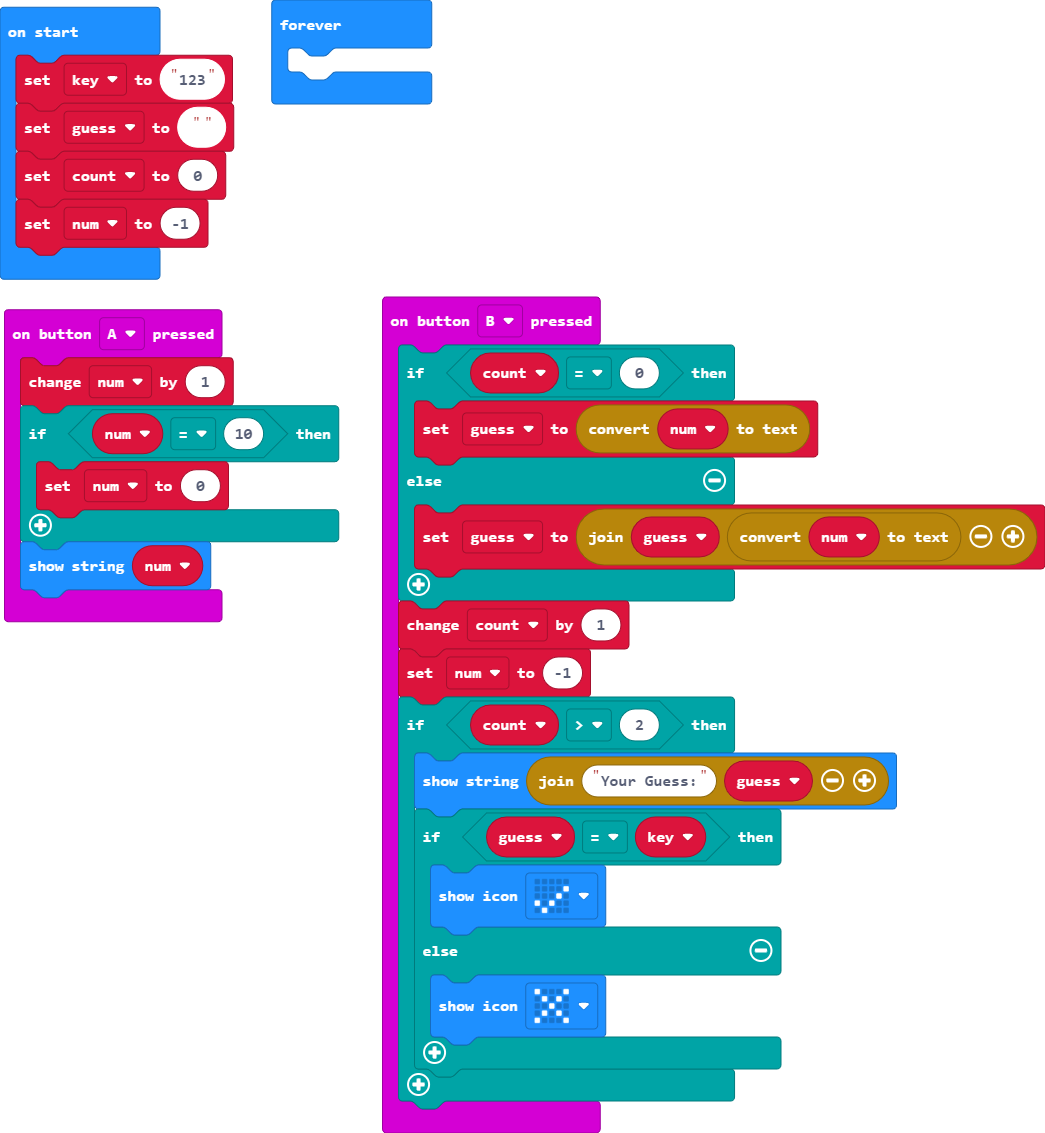 on start
set key to "123"
set guess to " "
set count to 0
set num to -1
forever
on button A pressed
change num by 1
if num = 10 then
set num to 0
show string num
on button B pressed
if count = 0 then
set guess to convert num to text
else
set guess to join guess convert num to text
change count by 1
set num to -1
if count > 2 then
show string join "Your Guess:" guess
if guess = key then
show icon
else
show icon